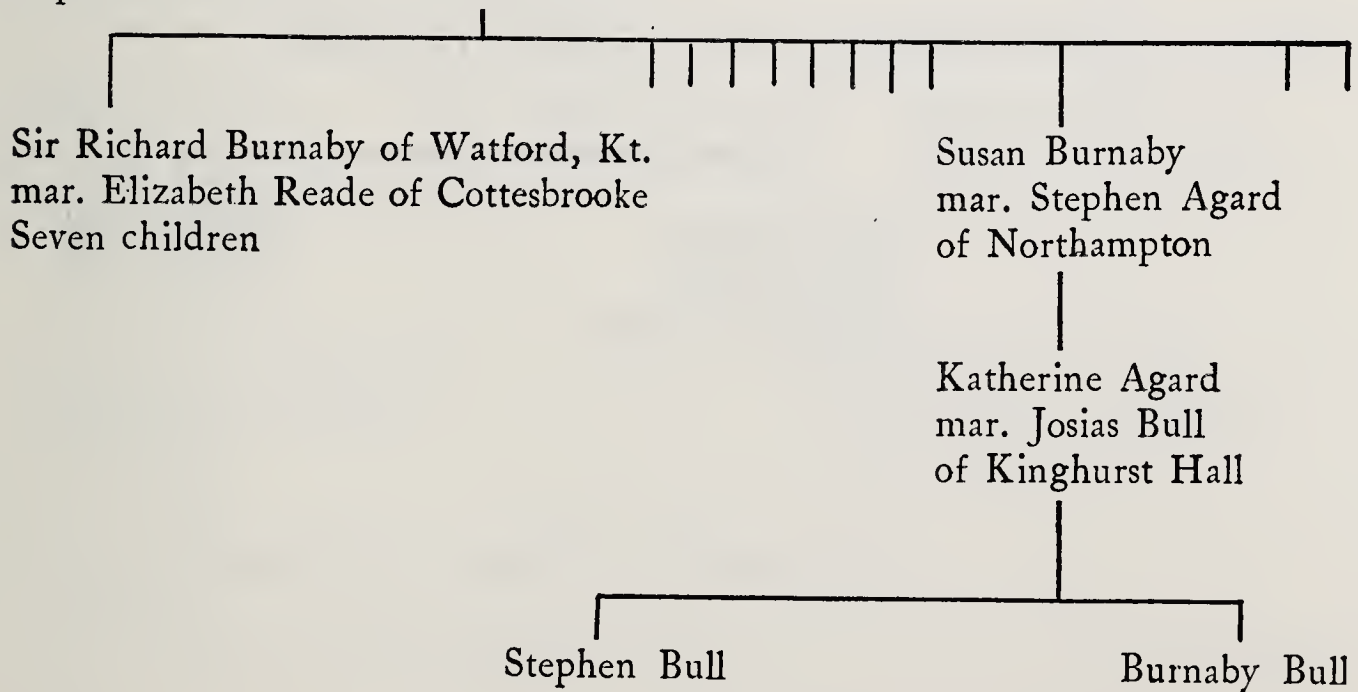 Sir Richard Burnaby of Watford, Kt.
mar. Elizabeth Reade of Cottesbrooke
Seven children
Susan Burnaby
mar. Stephen Agard
of Northampton
Katherine Agard
mar. Josias Bull
of Kinghurst Hall
Stephen Bull
Burnaby Bull